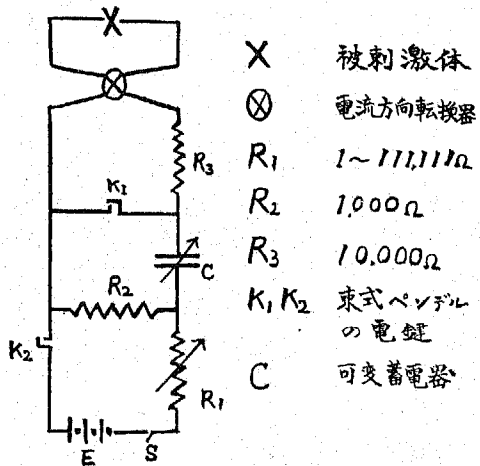 X 被刺激体
⊗ 電流方向転換器
R₁ 1~111,111Ω
R₂ 1,000Ω
R₃ 10,000Ω
K₁ K₂ 東式ペンデル
の電鍵
C 可変蓄電器
X
R₃
K₁
C
R₂
K₂
R₁
E
S